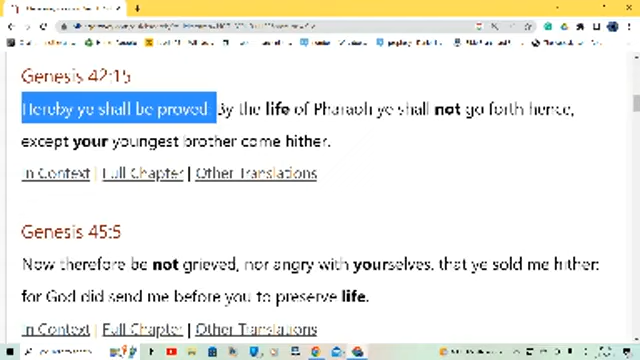 Genesis 42:15
Hereby ye shall be proved: By the life of Pharaoh ye shall not go forth hence,
except your youngest brother come hither.
In Context | Full Chapter | Other Translations
Genesis 45:5
Now therefore be not grieved, nor angry with yourselves, that ye sold me hither:
for God did send me before you to preserve life.
In Context | Full Chapter | Other Translations